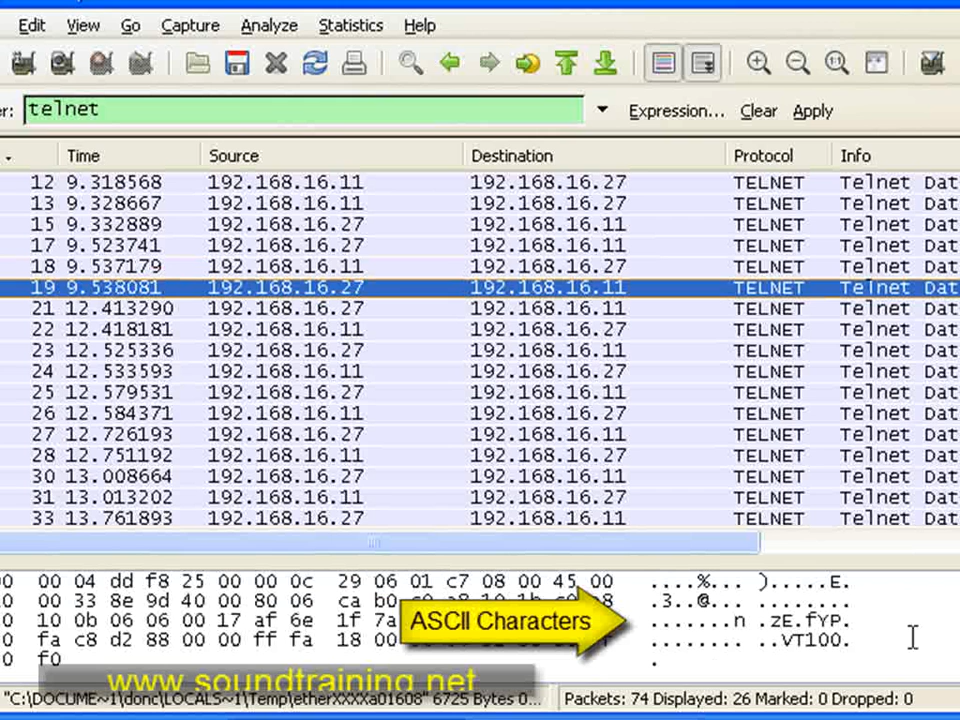 Edit View Go Capture Analyze Statistics Help
er: telnet Expression... Clear Apply
Time Source Destination Protocol Info
12 9.318568 192.168.16.11 192.168.16.27 TELNET Telnet Dat
13 9.328667 192.168.16.11 192.168.16.27 TELNET Telnet Dat
15 9.332889 192.168.16.27 192.168.16.11 TELNET Telnet Dat
17 9.523741 192.168.16.27 192.168.16.11 TELNET Telnet Dat
18 9.537179 192.168.16.11 192.168.16.27 TELNET Telnet Dat
19 9.538081 192.168.16.27 192.168.16.11 TELNET Telnet Dat
21 12.413290 192.168.16.27 192.168.16.11 TELNET Telnet Dat
22 12.418181 192.168.16.27 192.168.16.11 TELNET Telnet Dat
23 12.525336 192.168.16.27 192.168.16.11 TELNET Telnet Dat
24 12.533593 192.168.16.27 192.168.16.11 TELNET Telnet Dat
25 12.579531 192.168.16.27 192.168.16.11 TELNET Telnet Dat
26 12.584371 192.168.16.11 192.168.16.27 TELNET Telnet Dat
27 12.726193 192.168.16.27 192.168.16.11 TELNET Telnet Dat
28 12.751192 192.168.16.27 192.168.16.11 TELNET Telnet Dat
30 13.008664 192.168.16.27 192.168.16.11 TELNET Telnet Dat
31 13.013202 192.168.16.11 192.168.16.27 TELNET Telnet Dat
33 13.761893 192.168.16.27 192.168.16.11 TELNET Telnet Dat
00 04 dd f8 25 00 00 0c 29 06 01 c7 08 00 45 00 ....%... ).....E.
00 33 8e 9d 40 00 80 06 ca .3..@... ........
10 0b 06 06 00 17 af 6e 1f .......n .zE.fYP.
fa c8 d2 88 00 00 ff fa 18 00 ........ ..VT100.
f0 .
ASCII Characters
www.soundtraining.net
"C:\DOCUME~1\donc\LOCALS~1\Temp\etherXXXXa01608" 6725 Bytes 0... Packets: 74 Displayed: 26 Marked: 0 Dropped: 0